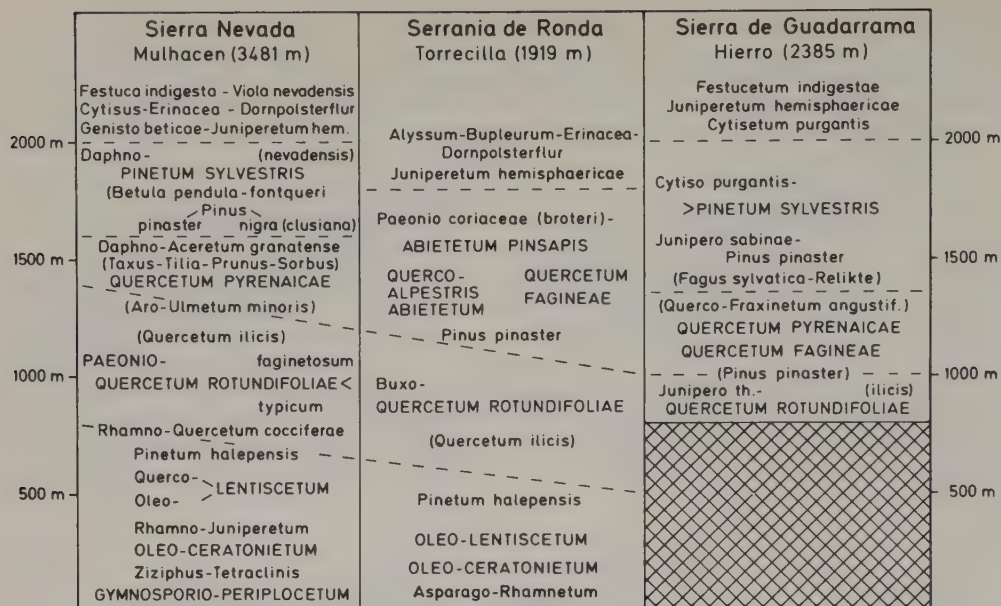 Sierra Nevada
Mulhacen (3481 m)
Festuca indigesta - Viola nevadensis
Cytisus-Erinacea - Dornpolsterflur
Genisto beticae-Juniperetum hem.
2000 m
Daphno- (nevadensis)
PINETUM SYLVESTRIS
(Betula pendula-fontqueri
Pinus
pinaster nigra (clusiana)
Daphno-Aceretum granatense
(Taxus-Tilia-Prunus-Sorbus)
1500 m
QUERCETUM PYRENAICAE
(Aro-Ulmetum minoris)
(Quercetum ilicis)
PAEONIO- faginetosum
1000 m
QUERCETUM ROTUNDIFOLIAE <
typicum
Rhamno-Quercetum cocciferae
Pinetum halepensis
Querco-
LENTISCETUM
500 m
Oleo-
Rhamno-Juniperetum
OLEO-CERATONIETUM
Ziziphus-Tetraclinis
GYMNOSPORIO-PERIPLOCETUM
Serrania de Ronda
Torrecilla (1919 m)
Alyssum-Bupleurum-Erinacea-
Dornpolsterflur
Juniperetum hemisphaericae
Paeonio coriaceae (broteri)-
ABIETETUM PINSAPIS
QUERCO- QUERCETUM
ALPESTRIS FAGINEAE
ABIETETUM
Pinus pinaster
Buxo-
QUERCETUM ROTUNDIFOLIAE
(Quercetum ilicis)
Pinetum halepensis
OLEO-LENTISCETUM
OLEO-CERATONIETUM
Asparago-Rhamnetum
Sierra de Guadarrama
Hierro (2385 m)
Festucetum indigestae
Juniperetum hemisphaericae
Cytisetum purgantis
2000 m
Cytiso purgantis-
>PINETUM SYLVESTRIS
Junipero sabinae-
Pinus pinaster
1500 m
(Fagus sylvatica-Relikte)
(Querco-Fraxinetum angustif.)
QUERCETUM PYRENAICAE
QUERCETUM FAGINEAE
(Pinus pinaster)
1000 m
Junipero th.- (ilicis)
QUERCETUM ROTUNDIFOLIAE
500 m